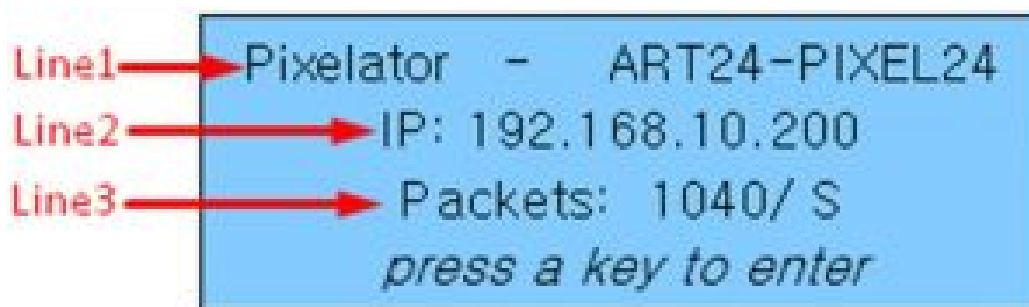 Line1 Pixelator - ART24-PIXEL24
Line2 IP: 192.168.10.200
Line3 Packets: 1040/ S
press a key to enter